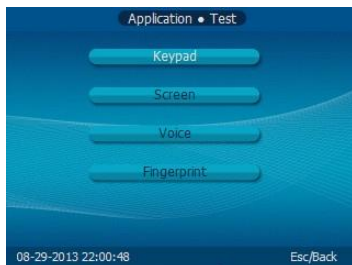 Application ● Test
Keypad
Screen
Voice
Fingerprint
08-29-2013 22:00:48 Esc/Back